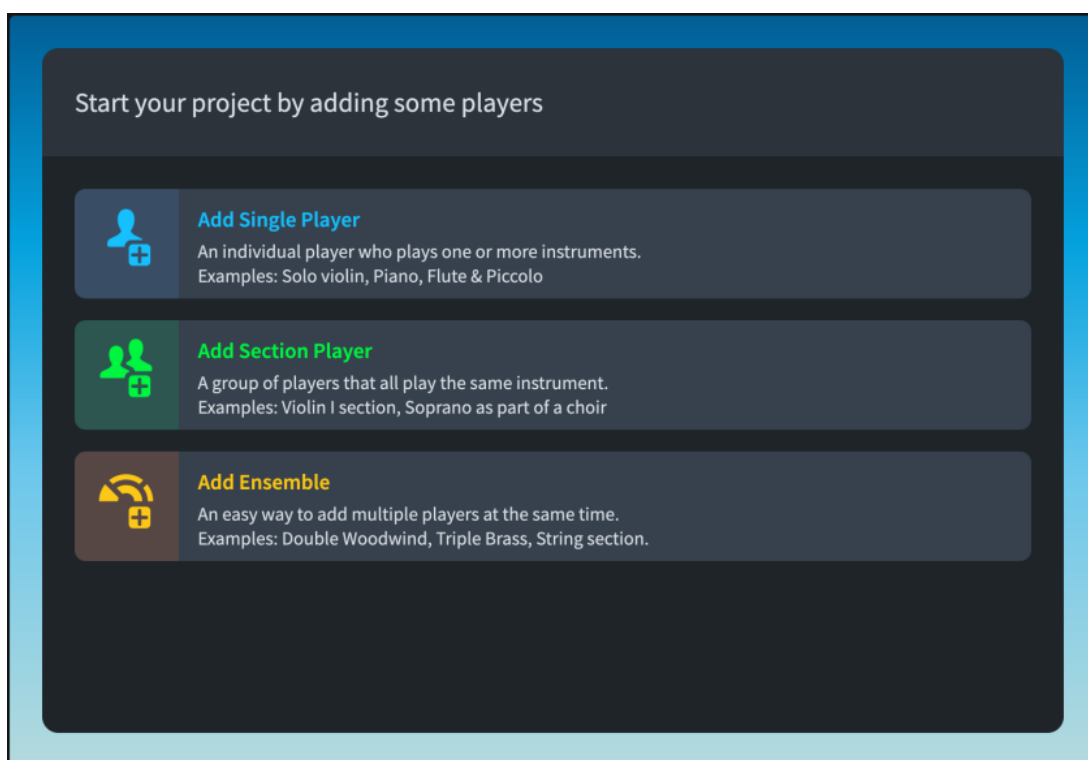 Start your project by adding some players
Add Single Player
An individual player who plays one or more instruments.
Examples: Solo violin, Piano, Flute & Piccolo
Add Section Player
A group of players that all play the same instrument.
Examples: Violin I section, Soprano as part of a choir
Add Ensemble
An easy way to add multiple players at the same time.
Examples: Double Woodwind, Triple Brass, String section.